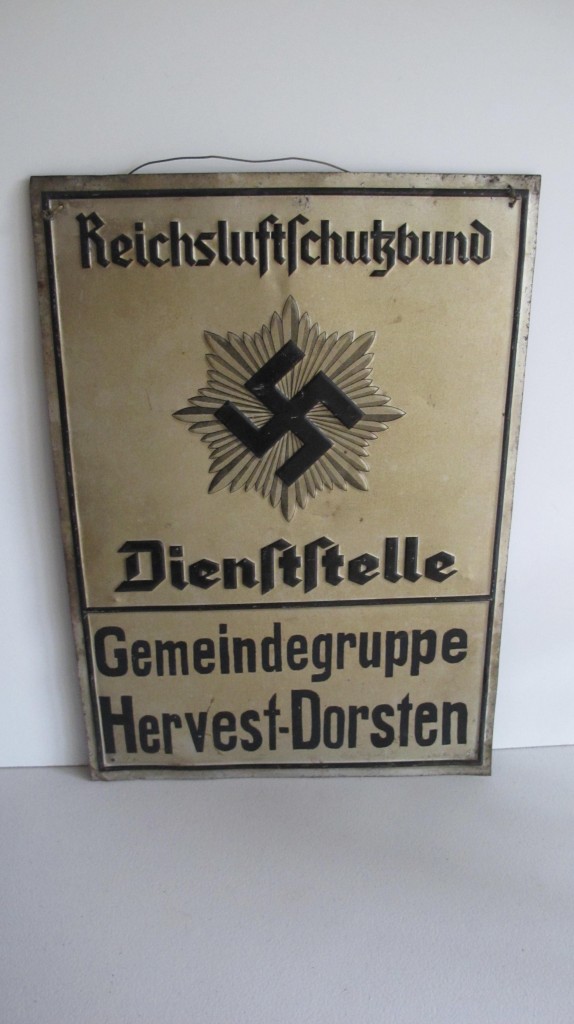 Reichsluftſchutzbund
Dienſtſtelle
Gemeindegruppe
Hervest-Dorsten